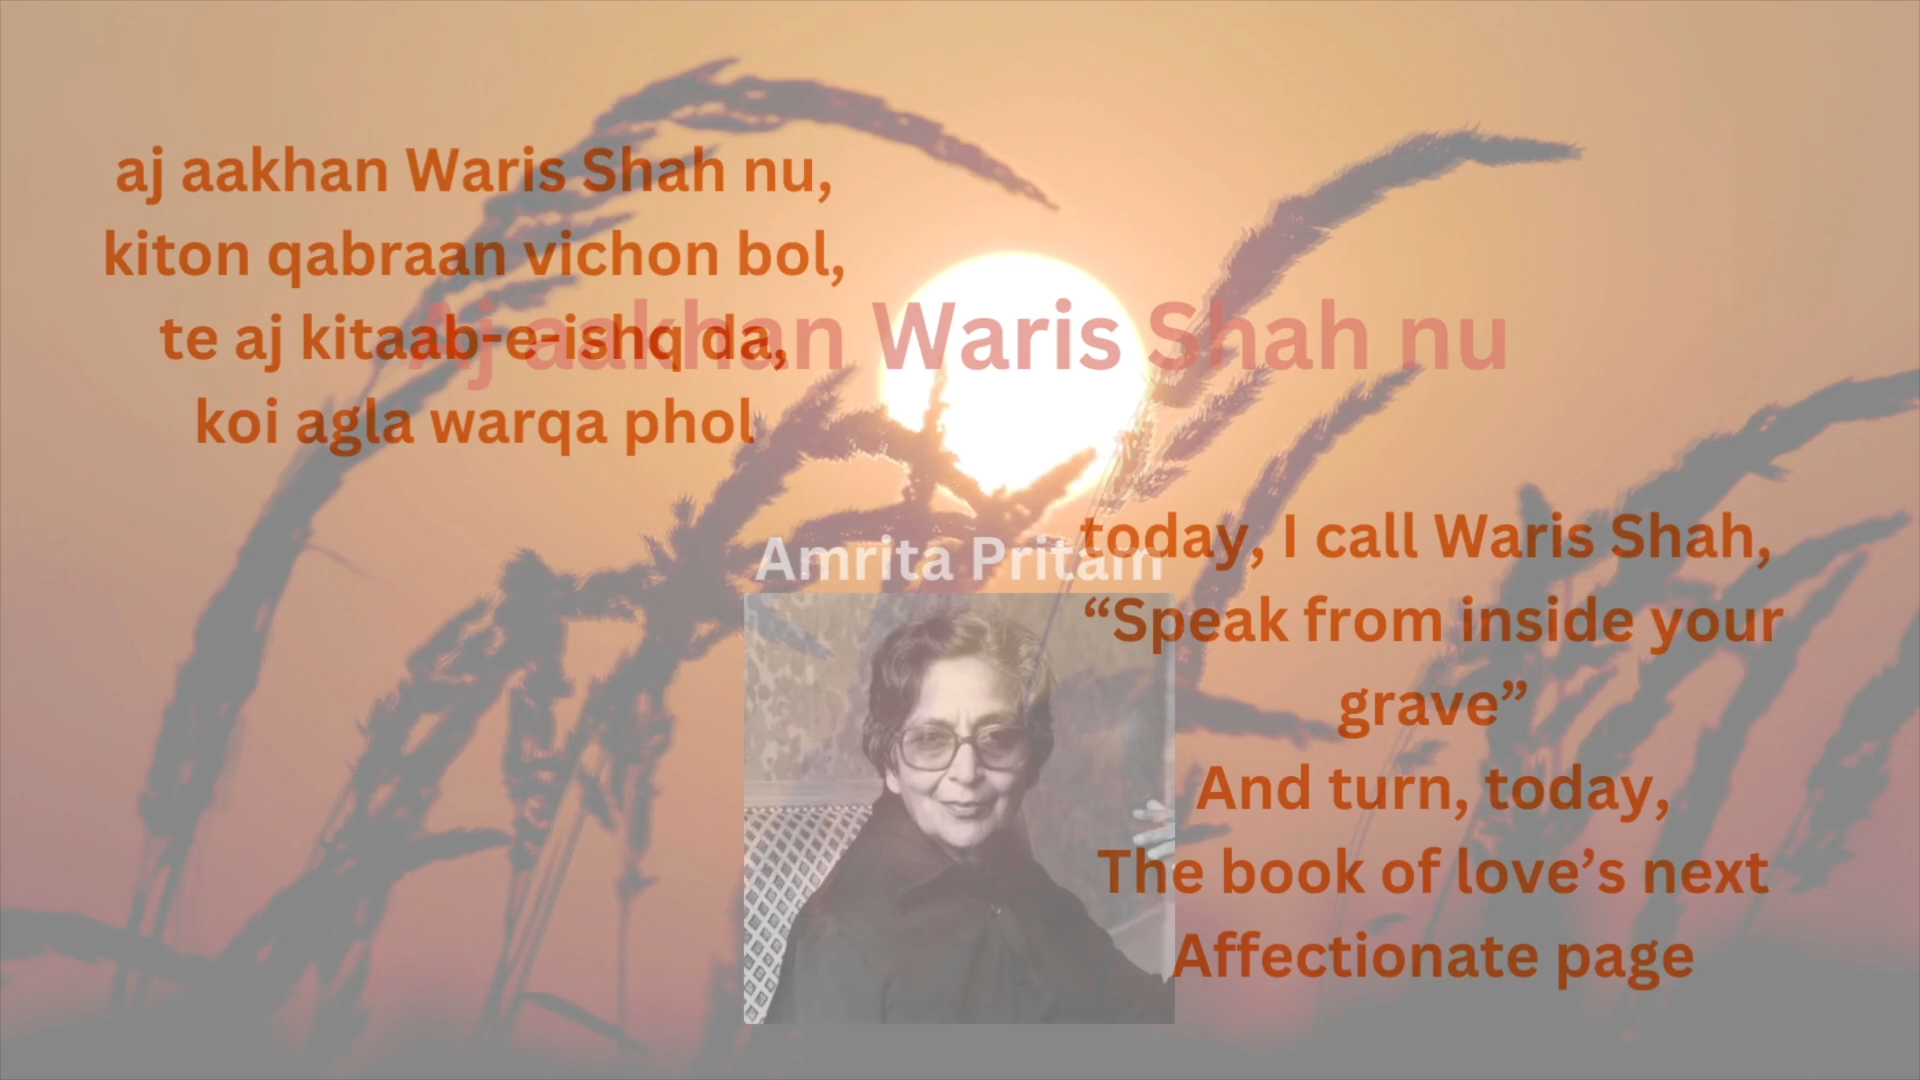 aj aakhan Waris Shah nu,
kiton qabraan vichon bol,
te aj kitaab-e-ishq da,
koi agla warqa phol
Aj aakhan Waris Shah nu
Amrita Pritam
today, I call Waris Shah,
“Speak from inside your
grave”
And turn, today,
The book of love’s next
Affectionate page